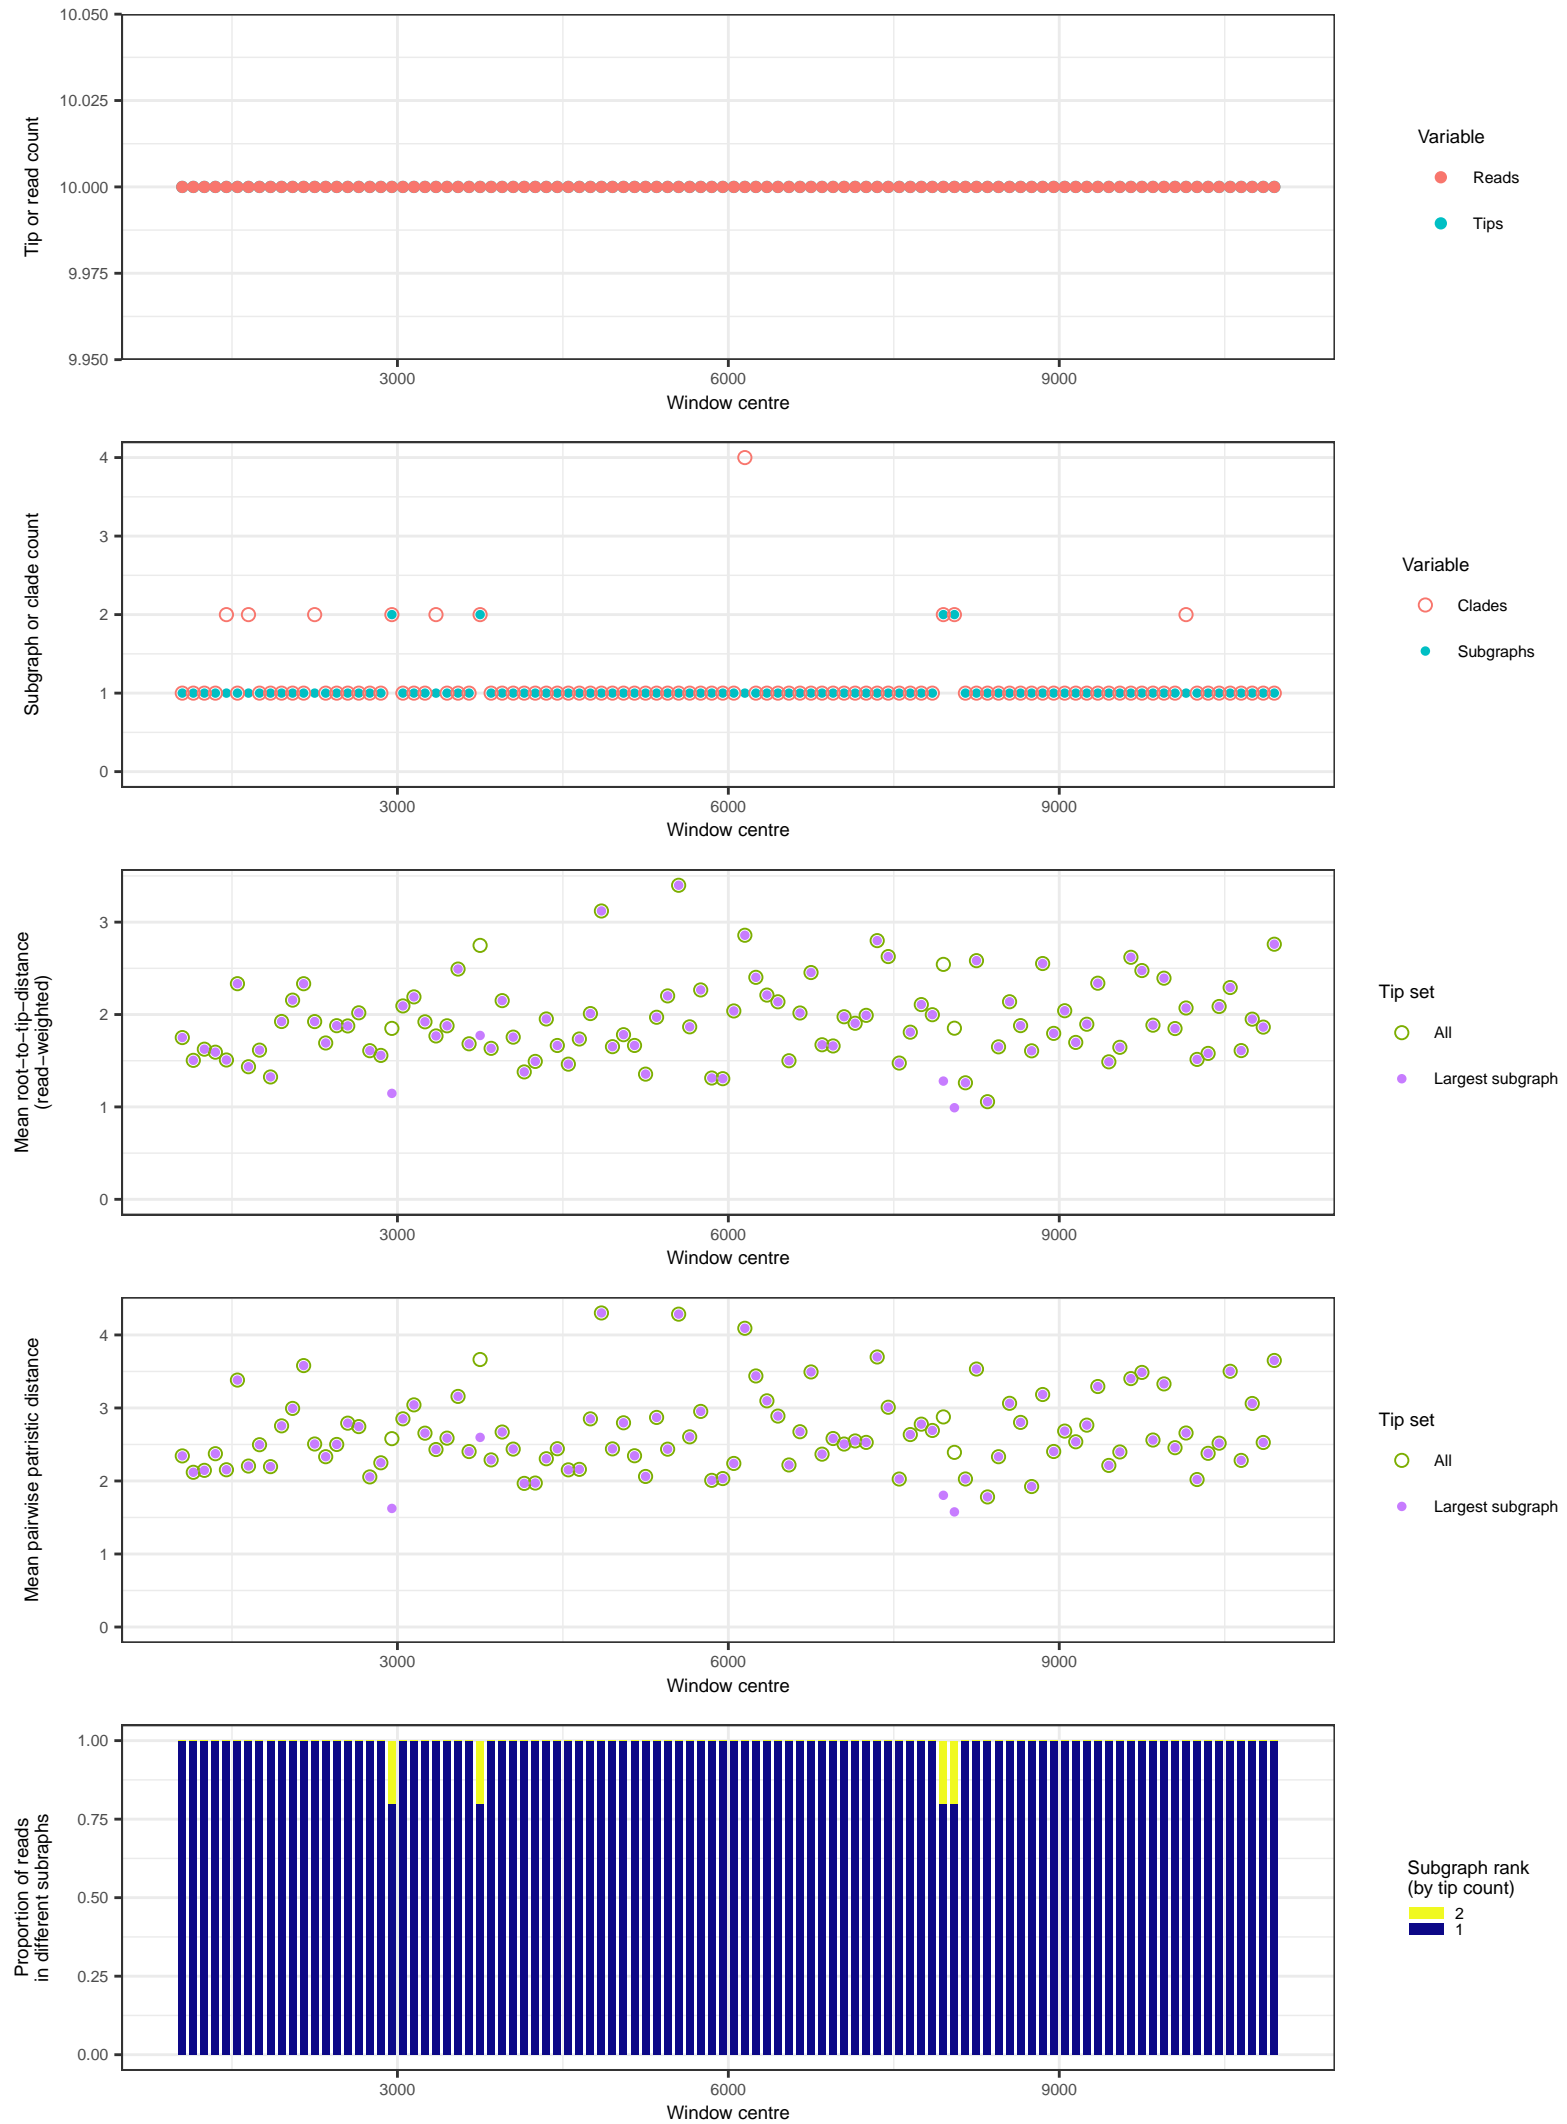 10.050
10.025
10.000
9.975
9.950
Tip or read count
3000
6000
9000
Window centre
Variable
Reads
Tips
4
3
2
1
0
Subgraph or clade count
3000
6000
9000
Window centre
Variable
Clades
Subgraphs
3
2
1
0
Mean root−to−tip−distance
(read−weighted)
3000
6000
9000
Window centre
Tip set
All
Largest subgraph
4
3
2
1
0
Mean pairwise patristic distance
3000
6000
9000
Window centre
Tip set
All
Largest subgraph
1.00
0.75
0.50
0.25
0.00
Proportion of reads
in different subraphs
3000
6000
9000
Window centre
Subgraph rank
(by tip count)
2
1